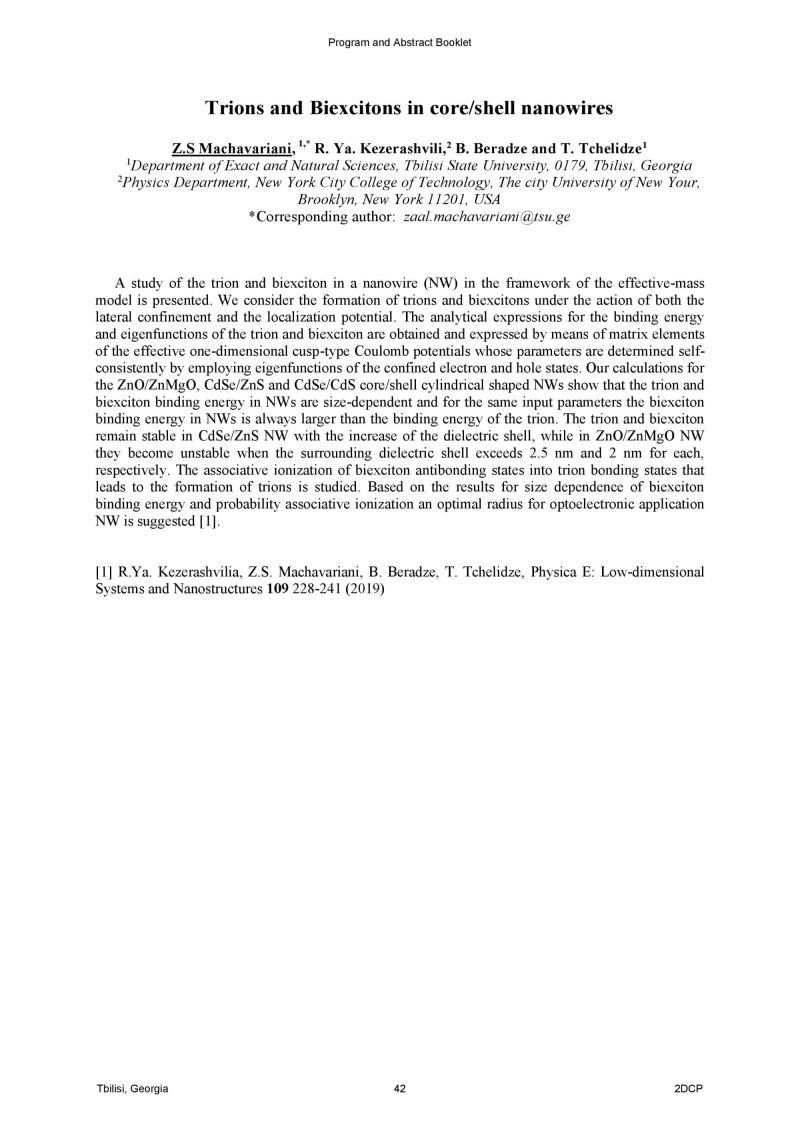 Program and Abstract Booklet
Trions and Biexcitons in core/shell nanowires
Z.S Machavariani, 1,* R. Ya. Kezerashvili,2 B. Beradze and T. Tchelidze1
1Department of Exact and Natural Sciences, Tbilisi State University, 0179, Tbilisi, Georgia
2Physics Department, New York City College of Technology, The city University of New Your,
Brooklyn, New York 11201, USA
*Corresponding author: zaal.machavariani@tsu.ge
A study of the trion and biexciton in a nanowire (NW) in the framework of the effective-mass
model is presented. We consider the formation of trions and biexcitons under the action of both the
lateral confinement and the localization potential. The analytical expressions for the binding energy
and eigenfunctions of the trion and biexciton are obtained and expressed by means of matrix elements
of the effective one-dimensional cusp-type Coulomb potentials whose parameters are determined self-
consistently by employing eigenfunctions of the confined electron and hole states. Our calculations for
the ZnO/ZnMgO, CdSe/ZnS and CdSe/CdS core/shell cylindrical shaped NWs show that the trion and
biexciton binding energy in NWs are size-dependent and for the same input parameters the biexciton
binding energy in NWs is always larger than the binding energy of the trion. The trion and biexciton
remain stable in CdSe/ZnS NW with the increase of the dielectric shell, while in ZnO/ZnMgO NW
they become unstable when the surrounding dielectric shell exceeds 2.5 nm and 2 nm for each,
respectively. The associative ionization of biexciton antibonding states into trion bonding states that
leads to the formation of trions is studied. Based on the results for size dependence of biexciton
binding energy and probability associative ionization an optimal radius for optoelectronic application
NW is suggested [1].
[1] R.Ya. Kezerashvilia, Z.S. Machavariani, B. Beradze, T. Tchelidze, Physica E: Low-dimensional
Systems and Nanostructures 109 228-241 (2019)
Tbilisi, Georgia
42
2DCP